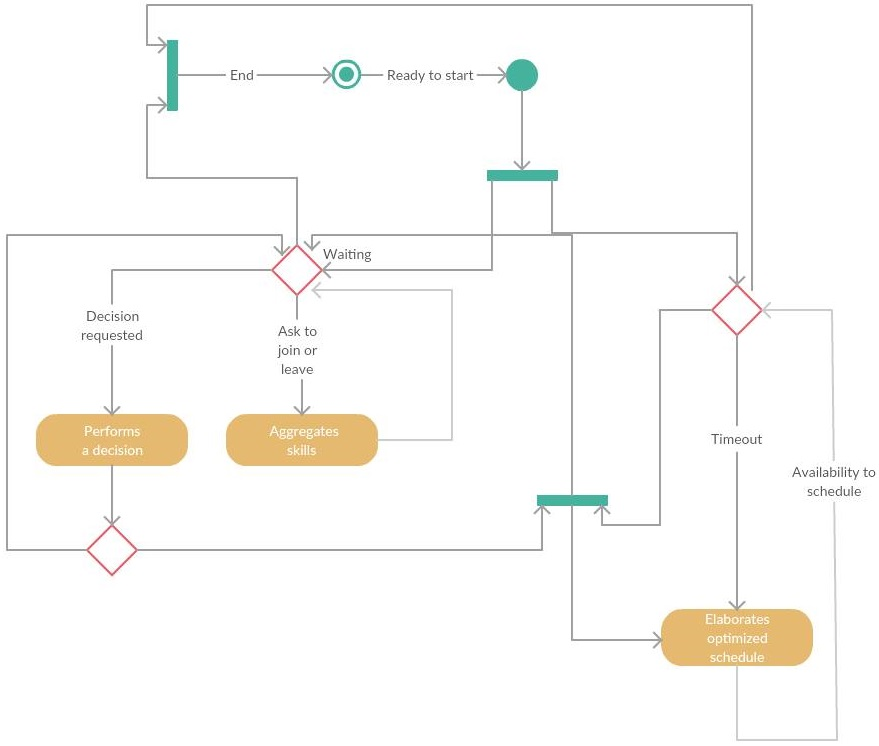 End
Ready to start
Waiting
Decision
requested
Ask to
join or
leave
Performs
a decision
Aggregates
skills
Timeout
Availability to
schedule
Elaborates
optimized
schedule